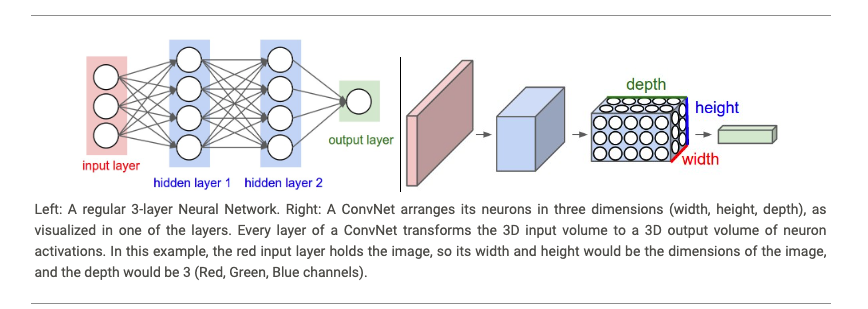 input layer
hidden layer 1
hidden layer 2
output layer
depth
height
width
Left: A regular 3-layer Neural Network. Right: A ConvNet arranges its neurons in three dimensions (width, height, depth), as
visualized in one of the layers. Every layer of a ConvNet transforms the 3D input volume to a 3D output volume of neuron
activations. In this example, the red input layer holds the image, so its width and height would be the dimensions of the image,
and the depth would be 3 (Red, Green, Blue channels).